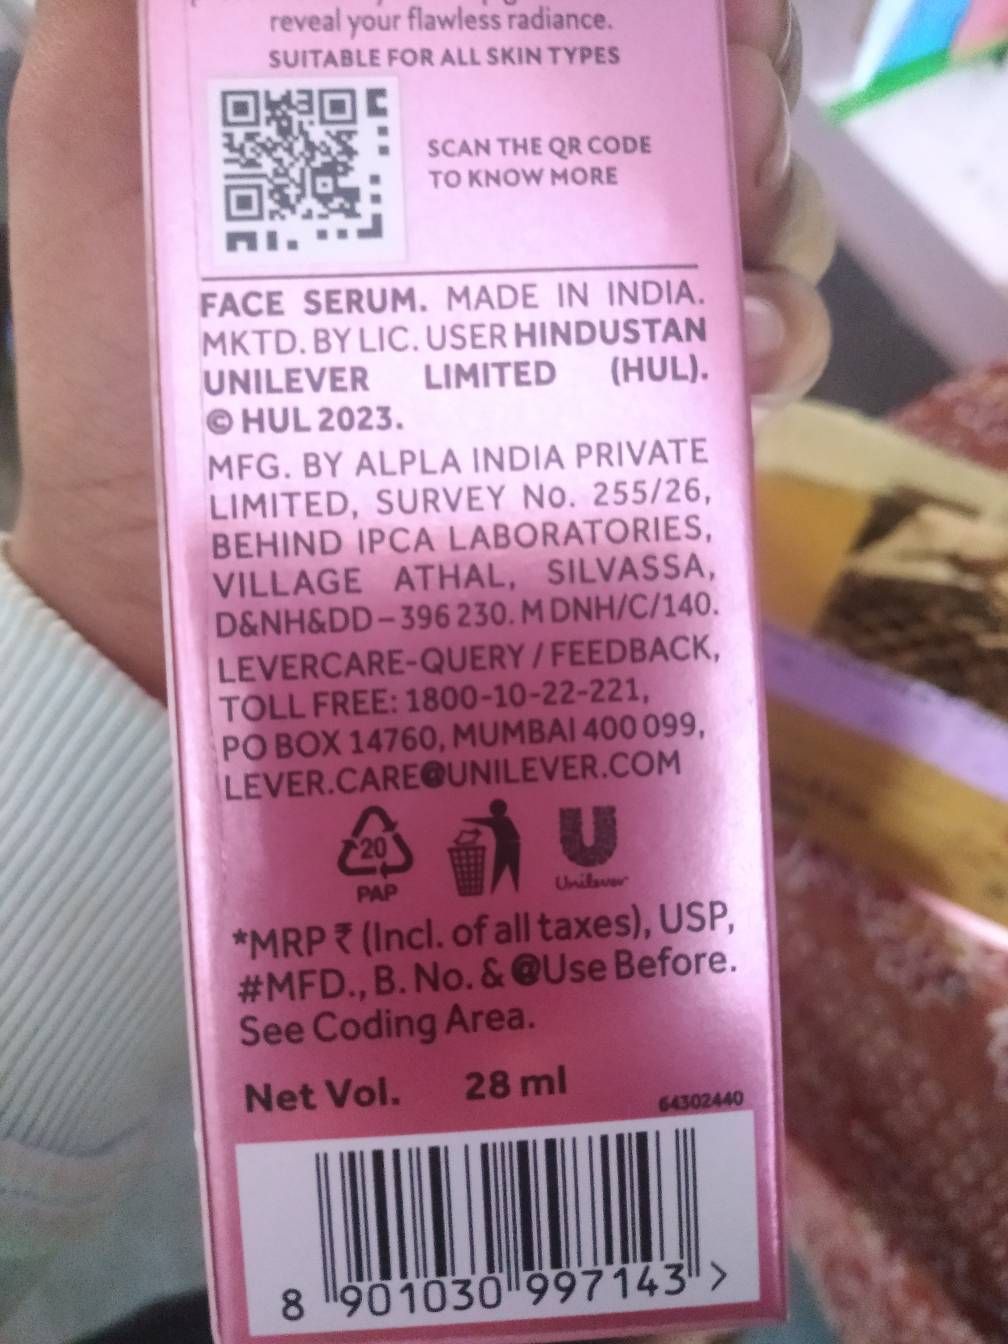 reveal your flawless radiance.
SUITABLE FOR ALL SKIN TYPES
SCAN THE QR CODE
TO KNOW MORE
FACE SERUM. MADE IN INDIA.
MKTD. BY LIC. USER HINDUSTAN
UNILEVER LIMITED (HUL).
© HUL 2023.
MFG. BY ALPLA INDIA PRIVATE
LIMITED, SURVEY No. 255/26,
BEHIND IPCA LABORATORIES,
VILLAGE ATHAL, SILVASSA,
D&NH&DD – 396 230. M DNH/C/140.
LEVERCARE-QUERY / FEEDBACK,
TOLL FREE: 1800-10-22-221,
PO BOX 14760, MUMBAI 400 099,
LEVER.CARE@UNILEVER.COM
20
PAP
Unilever
*MRP ₹ (Incl. of all taxes), USP,
#MFD., B. No. & @Use Before.
See Coding Area.
Net Vol. 28 ml
64302440
8 901030 997143 >